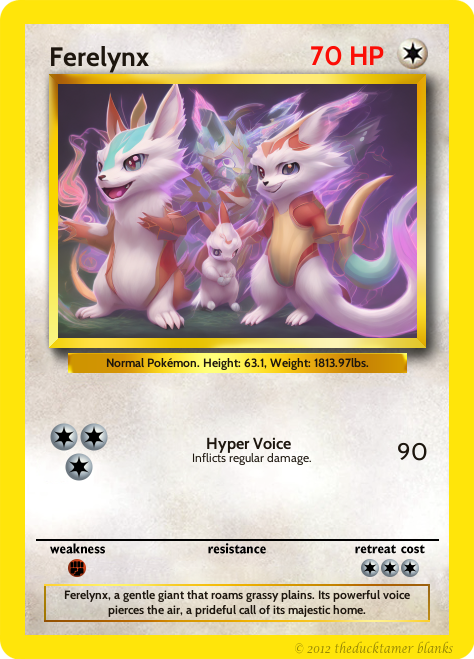 Ferelynx 70 HP
Normal Pokémon. Height: 63.1, Weight: 1813.97lbs.
Hyper Voice 90
Inflicts regular damage.
weakness resistance retreat cost
Ferelynx, a gentle giant that roams grassy plains. Its powerful voice
pierces the air, a prideful call of its majestic home.
© 2012 theducktamer blanks